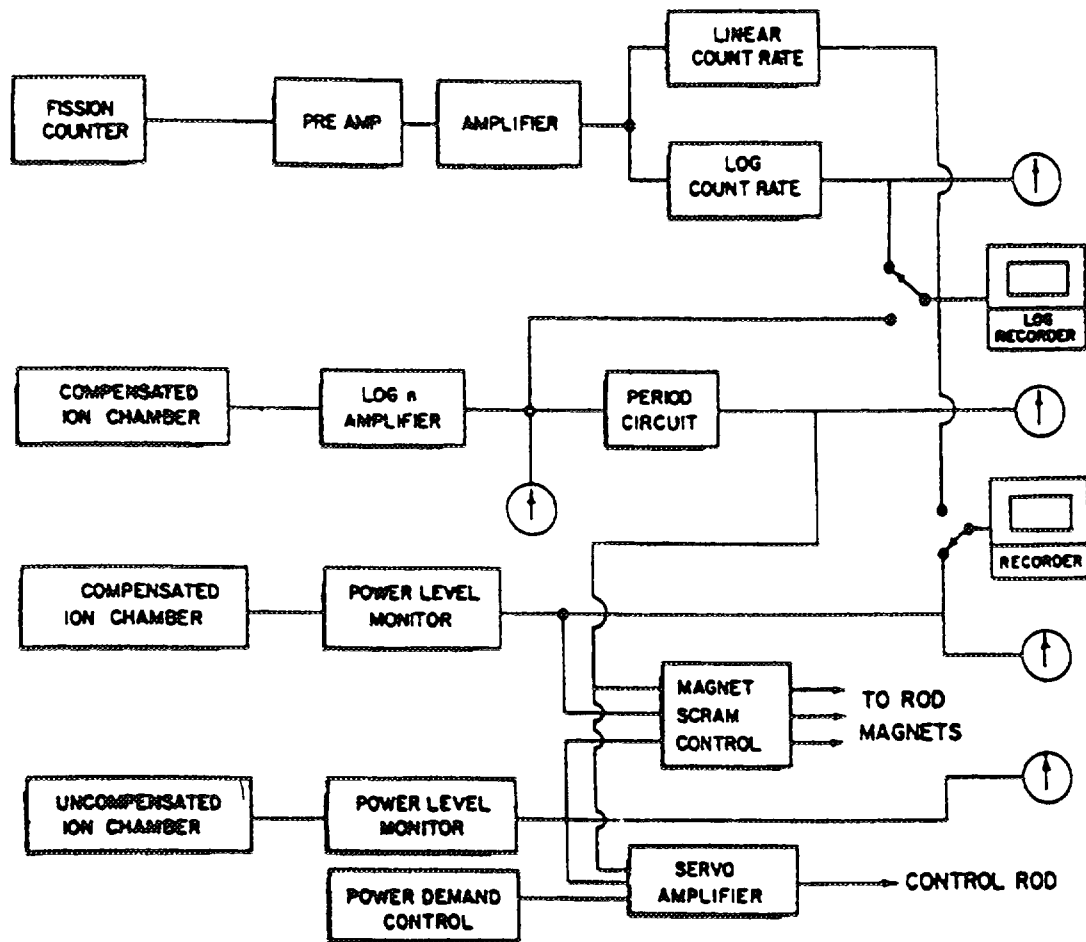 FISSION
COUNTER
PRE AMP
AMPLIFIER
LINEAR
COUNT RATE
LOG
COUNT RATE
LOG
RECORDER
COMPENSATED
ION CHAMBER
LOG n
AMPLIFIER
PERIOD
CIRCUIT
RECORDER
COMPENSATED
ION CHAMBER
POWER LEVEL
MONITOR
MAGNET
SCRAM
CONTROL
TO ROD
MAGNETS
UNCOMPENSATED
ION CHAMBER
POWER LEVEL
MONITOR
POWER DEMAND
CONTROL
SERVO
AMPLIFIER
CONTROL ROD